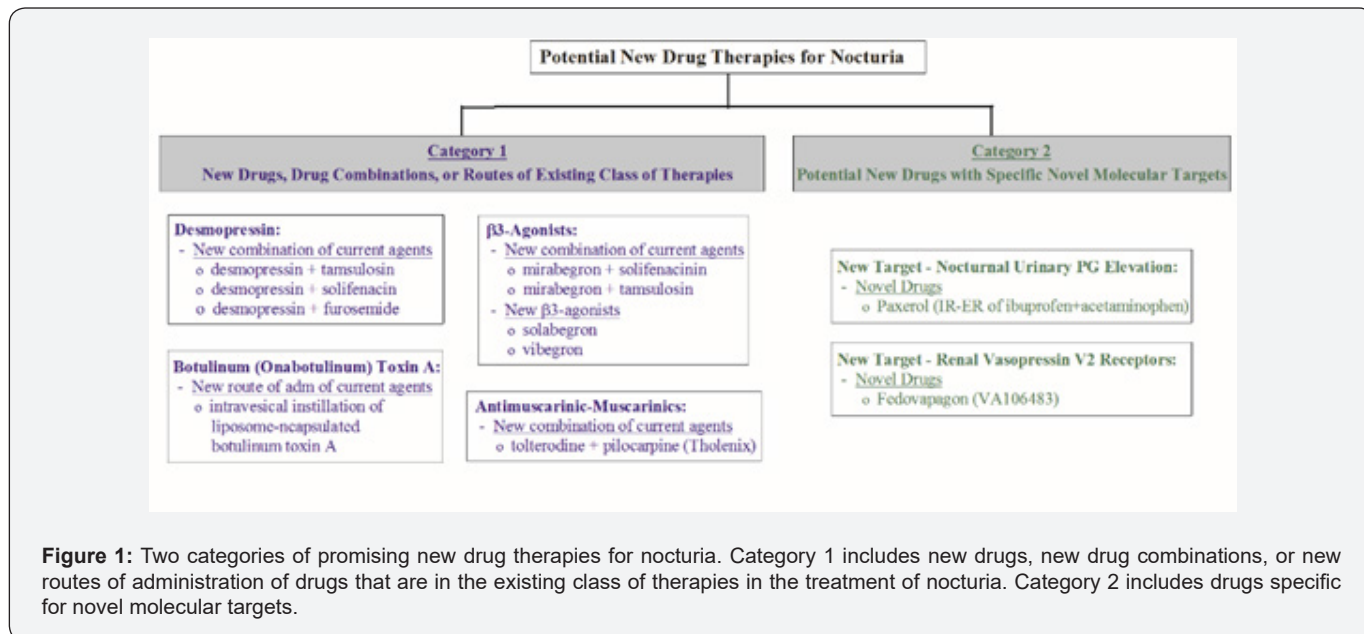 Potential New Drug Therapies for Nocturia
Category 1
New Drugs, Drug Combinations, or Routes of Existing Class of Therapies
Category 2
Potential New Drugs with Specific Novel Molecular Targets
Desmopressin:
- New combination of current agents
o desmopressin + tamsulosin
o desmopressin + solifenacin
o desmopressin + furosemide
Botulinum (Onabotulinum) Toxin A:
- New route of adm of current agents
o intravesical instillation of
liposome-ncapsulated
botulinum toxin A
β3-Agonists:
- New combination of current agents
o mirabegron + solifenacinin
o mirabegron + tamsulosin
- New β3-agonists
o solabegron
o vibegron
Antimuscarinic-Muscarinics:
- New combination of current agents
o tolterodine + pilocarpine (Tholenix)
New Target - Nocturnal Urinary PG Elevation:
- Novel Drugs
o Paxerol (IR-ER of ibuprofen+acetaminophen)
New Target - Renal Vasopressin V2 Receptors:
- Novel Drugs
o Fedovapagon (VA106483)
Figure 1: Two categories of promising new drug therapies for nocturia. Category 1 includes new drugs, new drug combinations, or new
routes of administration of drugs that are in the existing class of therapies in the treatment of nocturia. Category 2 includes drugs specific
for novel molecular targets.